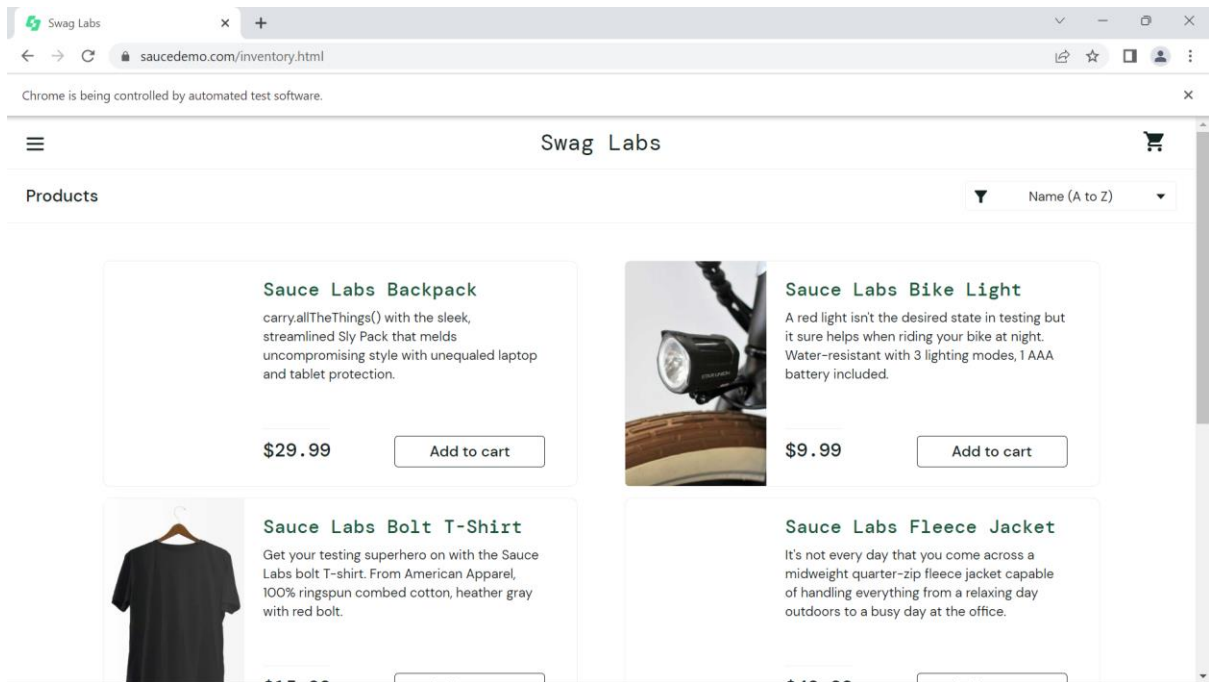 Swag Labs
saucedemo.com/inventory.html
Chrome is being controlled by automated test software.
Swag Labs
Products
Name (A to Z)
Sauce Labs Backpack
carry.allTheThings() with the sleek,
streamlined Sly Pack that melds
uncompromising style with unequaled laptop
and tablet protection.
$29.99
Add to cart
Sauce Labs Bike Light
A red light isn't the desired state in testing but
it sure helps when riding your bike at night.
Water-resistant with 3 lighting modes, 1 AAA
battery included.
$9.99
Add to cart
Sauce Labs Bolt T-Shirt
Get your testing superhero on with the Sauce
Labs bolt T-shirt. From American Apparel,
100% ringspun combed cotton, heather gray
with red bolt.
Sauce Labs Fleece Jacket
It's not every day that you come across a
midweight quarter-zip fleece jacket capable
of handling everything from a relaxing day
outdoors to a busy day at the office.